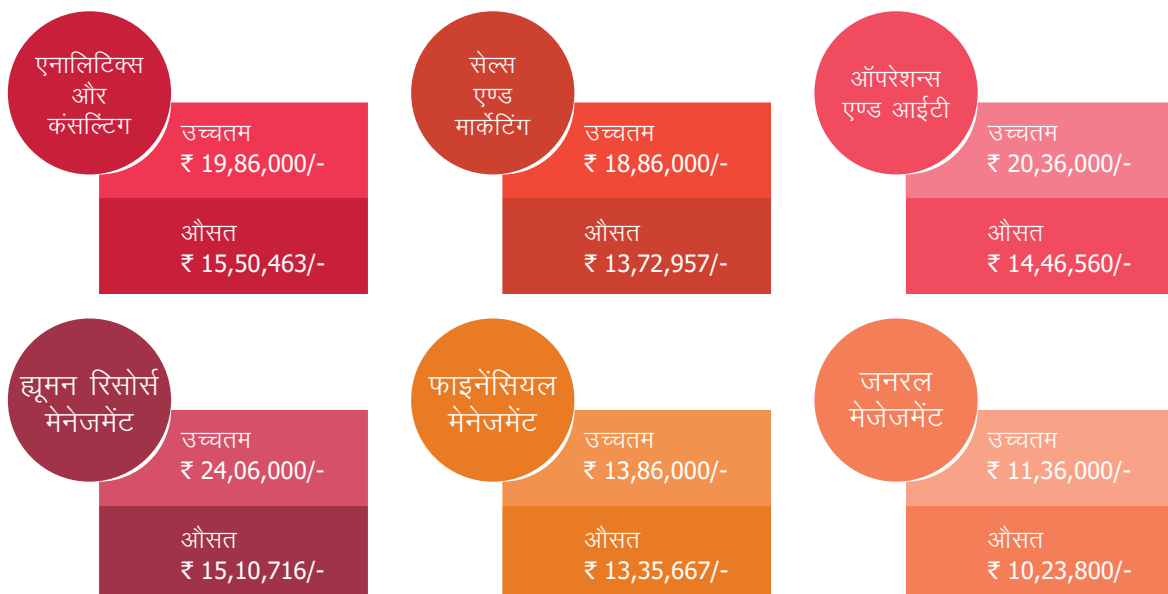 एनालिटिक्स
और
कंसल्टिंग
उच्चतम
₹ 19,86,000/-
औसत
₹ 15,50,463/-
सेल्स
एण्ड
मार्केटिंग
उच्चतम
₹ 18,86,000/-
औसत
₹ 13,72,957/-
ऑपरेशन्स
एण्ड आईटी
उच्चतम
₹ 20,36,000/-
औसत
₹ 14,46,560/-
ह्यूमन रिसोर्स
मेनेजमेंट
उच्चतम
₹ 24,06,000/-
औसत
₹ 15,10,716/-
फाइनेंसियल
मेनेजमेंट
उच्चतम
₹ 13,86,000/-
औसत
₹ 13,35,667/-
जनरल
मेजेजमेंट
उच्चतम
₹ 11,36,000/-
औसत
₹ 10,23,800/-